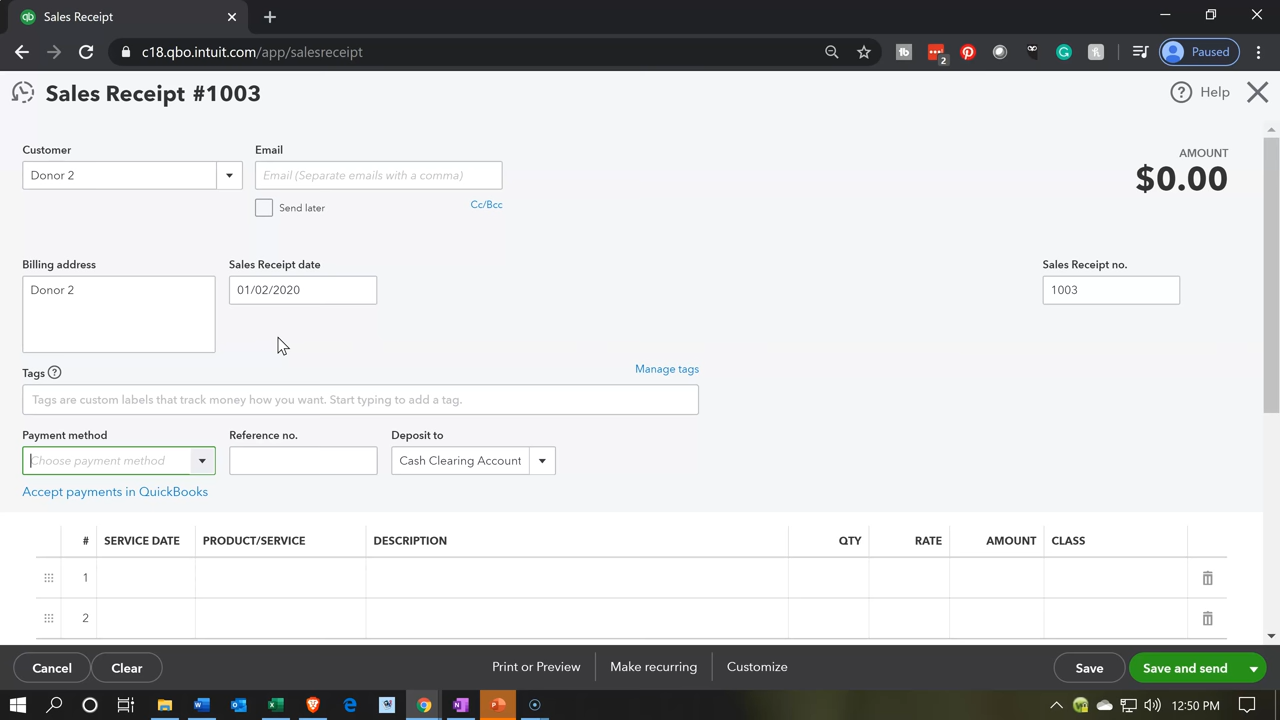 Sales Receipt
c18.qbo.intuit.com/app/salesreceipt
2
Paused
Sales Receipt #1003
Help
Customer
Email
AMOUNT
Donor 2
Email (Separate emails with a comma)
$0.00
Send later
Cc/Bcc
Billing address
Sales Receipt date
Sales Receipt no.
Donor 2
01/02/2020
1003
Tags ?
Manage tags
Tags are custom labels that track money how you want. Start typing to add a tag.
Payment method
Reference no.
Deposit to
Choose payment method
Cash Clearing Account
Accept payments in QuickBooks
# SERVICE DATE PRODUCT/SERVICE DESCRIPTION QTY RATE AMOUNT CLASS
1
2
Cancel
Clear
Print or Preview
Make recurring
Customize
Save
Save and send
12:50 PM